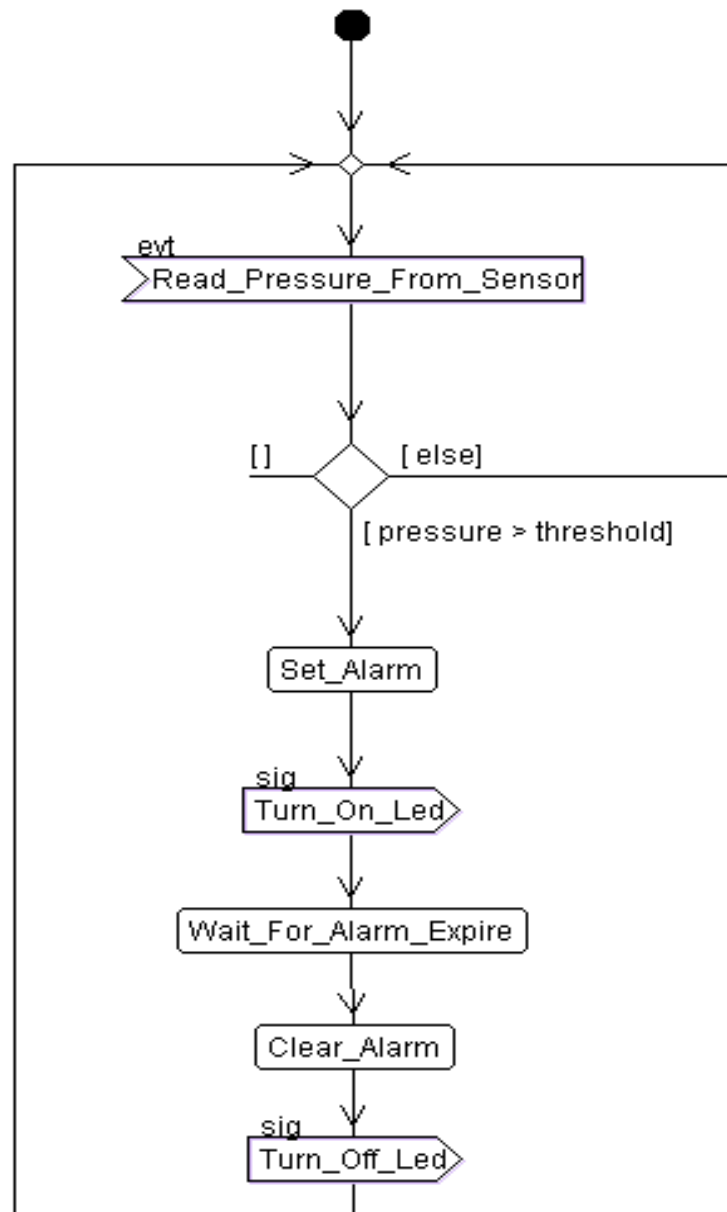 evt
Read_Pressure_From_Sensor
[ ]
[ else]
[ pressure > threshold]
Set_Alarm
sig
Turn_On_Led
Wait_For_Alarm_Expire
Clear_Alarm
sig
Turn_Off_Led